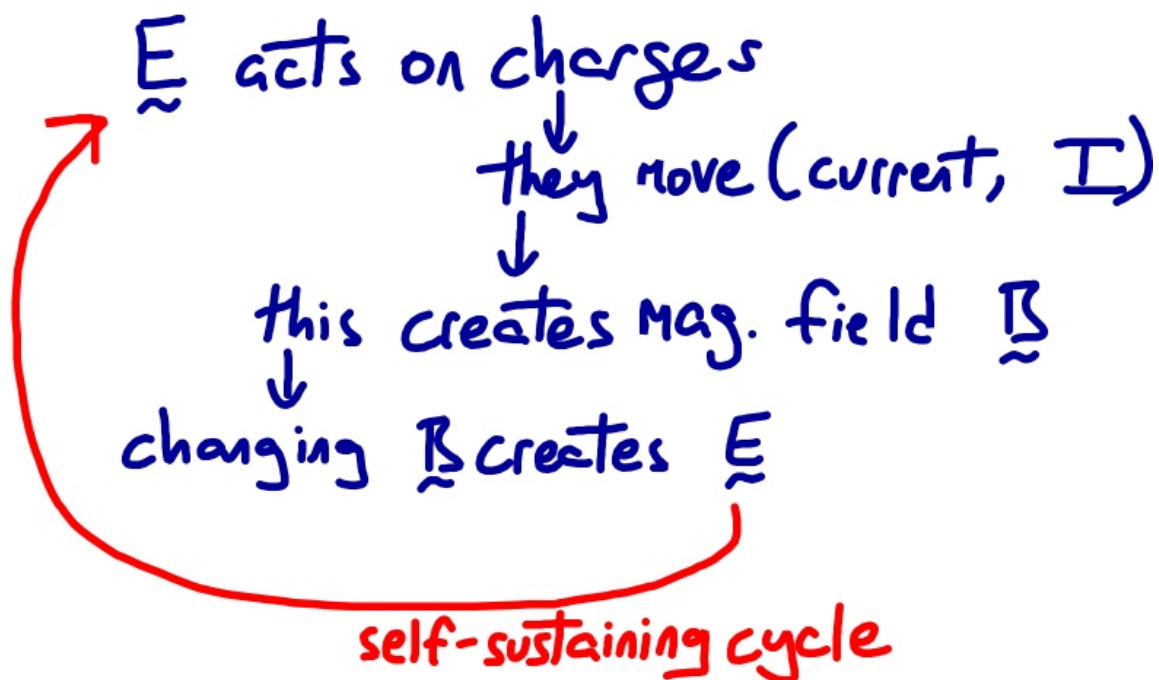 E acts on charges
they move (current, I)
this creates mag. field B
changing B creates E
self-sustaining cycle